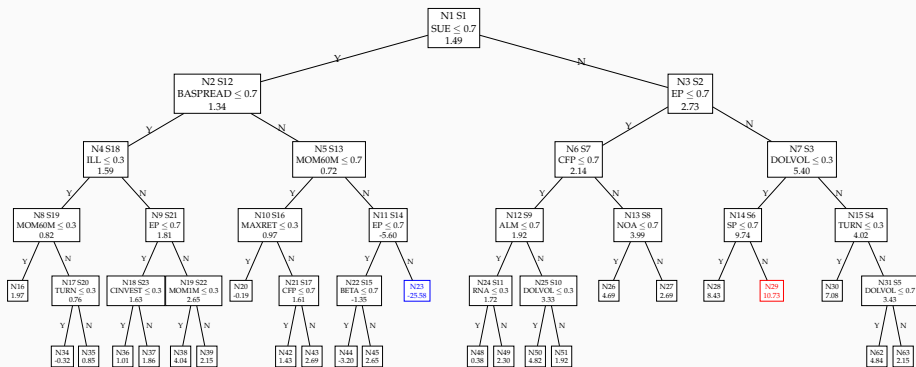 N1 S1
SUE ≤ 0.7
1.49
Y
N
N2 S12
BASPREAD ≤ 0.7
1.34
N3 S2
EP ≤ 0.7
2.73
Y
N
Y
N
N4 S18
ILL ≤ 0.3
1.59
N5 S13
MOM60M ≤ 0.7
0.72
N6 S7
CFP ≤ 0.7
2.14
N7 S3
DOLVOL ≤ 0.3
5.40
Y
N
Y
N
Y
N
Y
N
N8 S19
MOM60M ≤ 0.3
0.82
N9 S21
EP ≤ 0.7
1.81
N10 S16
MAXRET ≤ 0.3
0.97
N11 S14
EP ≤ 0.7
-5.60
N12 S9
ALM ≤ 0.7
1.92
N13 S8
NOA ≤ 0.7
3.99
N14 S6
SP ≤ 0.7
9.74
N15 S4
TURN ≤ 0.3
4.02
Y
N
Y
N
Y
N
Y
N
Y
N
Y
N
Y
N
Y
N
N16
1.97
N17 S20
TURN ≤ 0.3
0.76
N18 S23
CINVEST ≤ 0.3
1.63
N19 S22
MOM1M ≤ 0.3
2.65
N20
-0.19
N21 S17
CFP ≤ 0.7
1.61
N22 S15
BETA ≤ 0.7
-1.35
N23
-25.58
N24 S11
RNA ≤ 0.3
1.72
N25 S10
DOLVOL ≤ 0.3
3.33
N26
4.69
N27
2.69
N28
8.43
N29
10.73
N30
7.08
N31 S5
DOLVOL ≤ 0.7
3.43
Y
N
Y
N
Y
N
Y
N
Y
N
Y
N
Y
N
Y
N
N34
-0.32
N35
0.85
N36
1.01
N37
1.86
N38
4.04
N39
2.15
N42
1.43
N43
2.69
N44
-3.20
N45
2.65
N48
0.38
N49
2.30
N50
4.82
N51
1.92
N62
4.84
N63
2.15